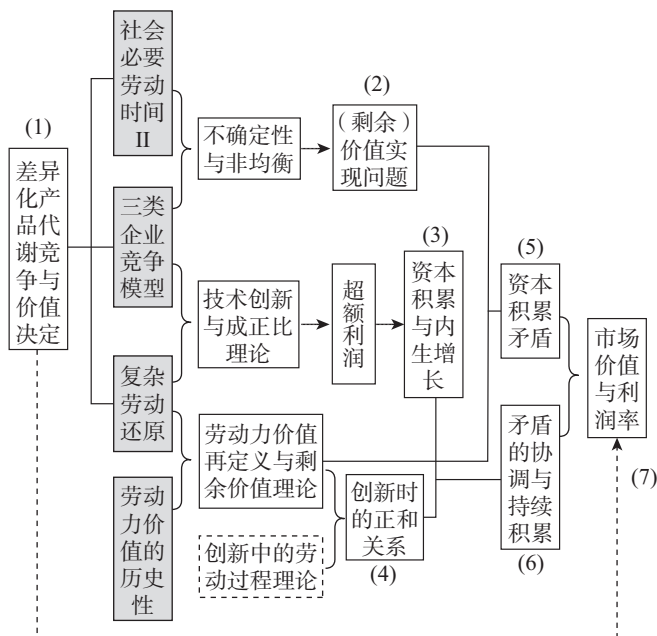 (1)
差异
化产
品代
谢竞
争与
价值
决定
社会
必要
劳动
时间
II
三类
企业
竞争
模型
复杂
劳动
还原
劳动
力价
值的
历史
性
不确定性
与非均衡
技术创新
与成正比
理论
劳动力价值
再定义与剩
余价值理论
创新中的劳
动过程理论
(2)
（剩余）
价值实
现问题
超
额
利
润
(3)
资本
积累
与内
生增
长
创新时
的正和
关系
(4)
(5)
资本
积累
矛盾
矛盾
的协
调与
持续
积累
(6)
市场
价值
与利
润率
(7)